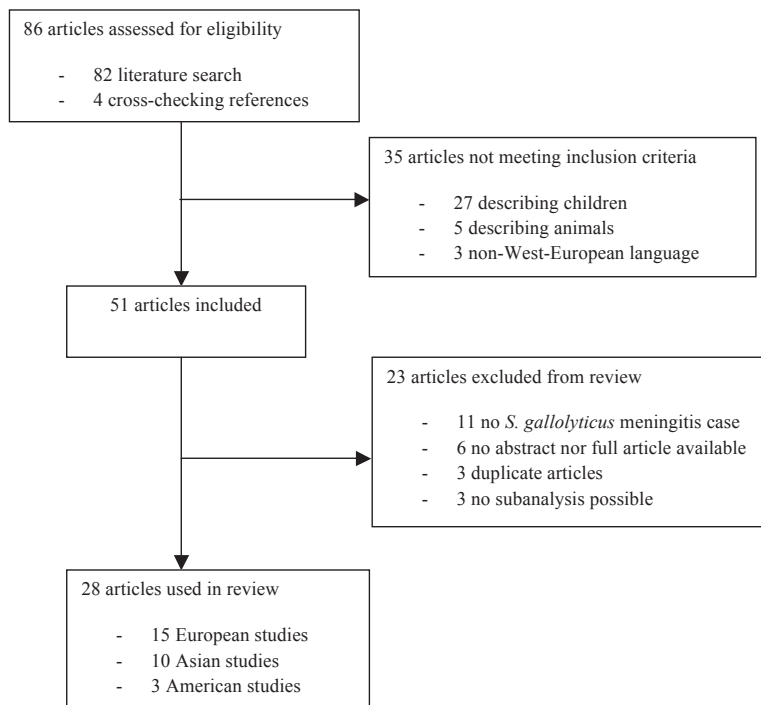 86 articles assessed for eligibility
- 82 literature search
- 4 cross-checking references
35 articles not meeting inclusion criteria
- 27 describing children
- 5 describing animals
- 3 non-West-European language
51 articles included
23 articles excluded from review
- 11 no S. gallolyticus meningitis case
- 6 no abstract nor full article available
- 3 duplicate articles
- 3 no subanalysis possible
28 articles used in review
- 15 European studies
- 10 Asian studies
- 3 American studies